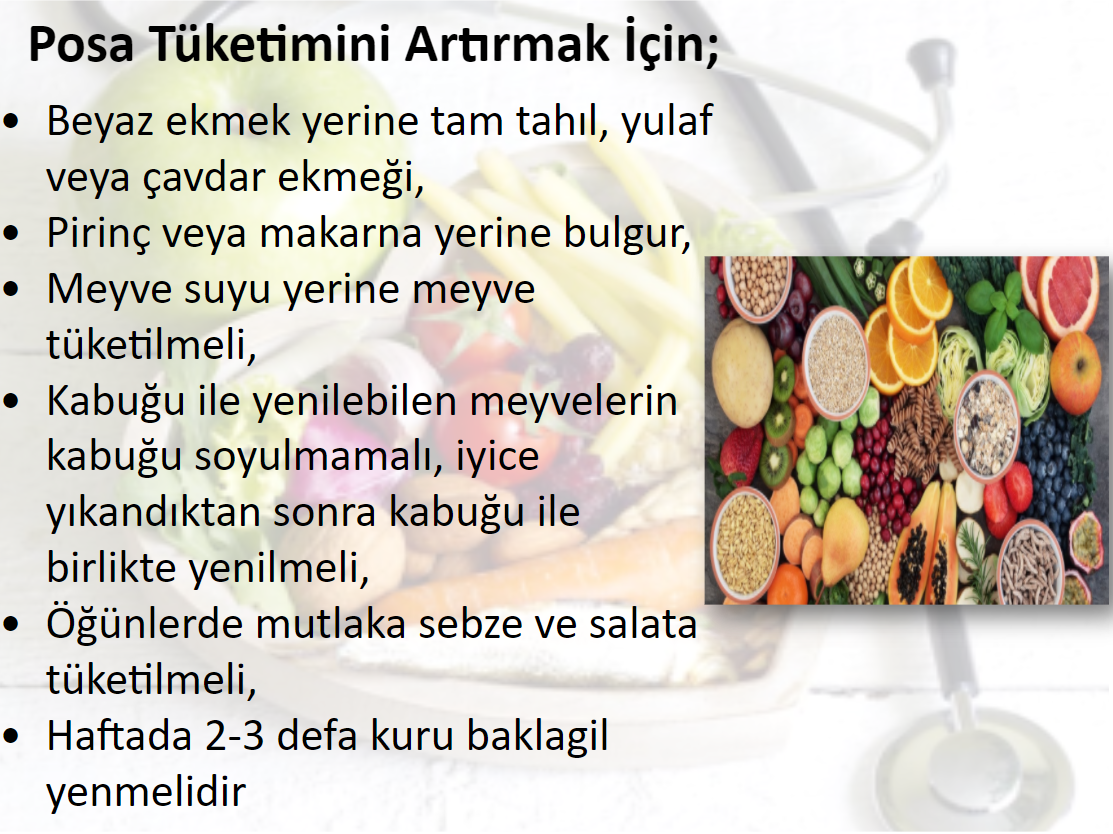 Posa Tüketimini Artırmak İçin;
• Beyaz ekmek yerine tam tahıl, yulaf
veya çavdar ekmeği,
• Pirinç veya makarna yerine bulgur,
• Meyve suyu yerine meyve
tüketilmeli,
• Kabuğu ile yenilebilen meyvelerin
kabuğu soyulmamalı, iyice
yıkandıktan sonra kabuğu ile
birlikte yenilmeli,
• Öğünlerde mutlaka sebze ve salata
tüketilmeli,
• Haftada 2-3 defa kuru baklagil
yenmelidir